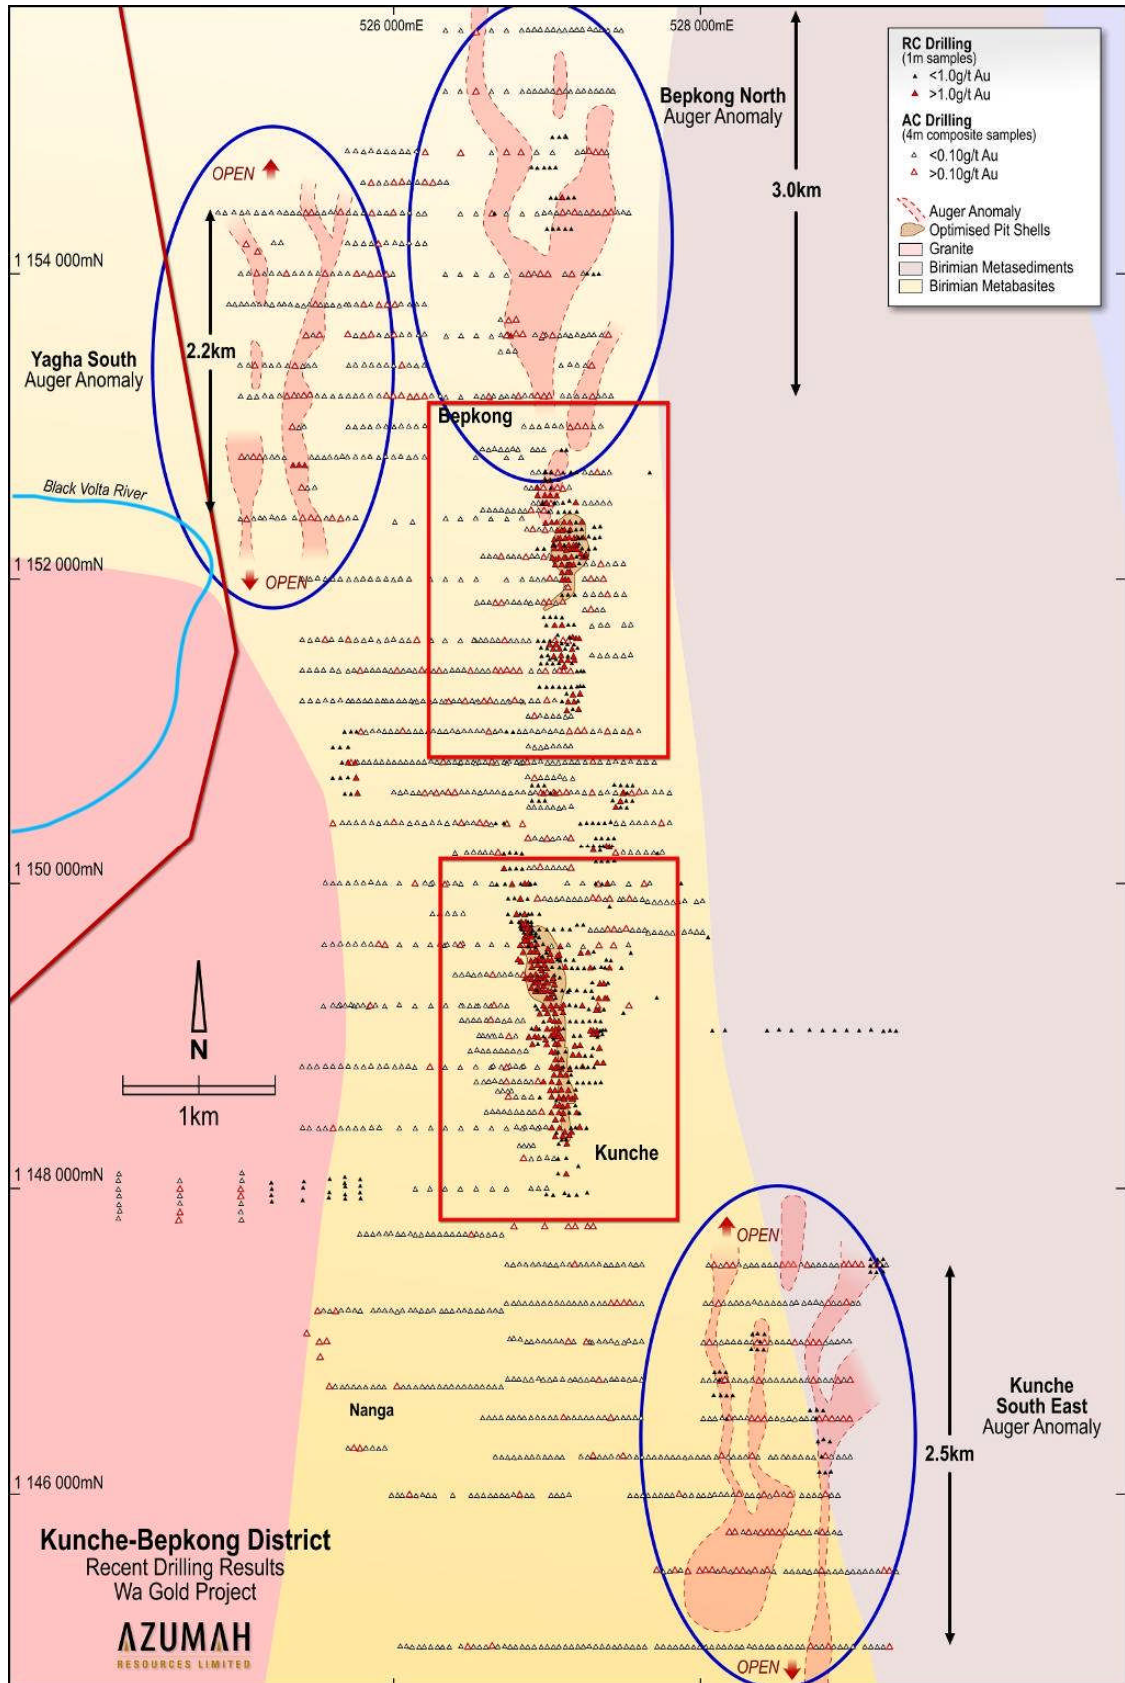 526 000mE
528 000mE
RC Drilling
(1m samples)
<1.0g/t Au
>1.0g/t Au
AC Drilling
(4m composite samples)
<0.10g/t Au
>0.10g/t Au
Auger Anomaly
Optimised Pit Shells
Granite
Birimian Metasediments
Birimian Metabasites
Bepkong North
Auger Anomaly
3.0km
OPEN
1 154 000mN
2.2km
Yagha South
Auger Anomaly
Bepkong
Black Volta River
1 152 000mN
OPEN
1 150 000mN
N
1km
Kunche
1 148 000mN
OPEN
Nanga
Kunche
South East
Auger Anomaly
2.5km
1 146 000mN
Kunche-Bepkong District
Recent Drilling Results
Wa Gold Project
AZUMAH
RESOURCES LIMITED
OPEN